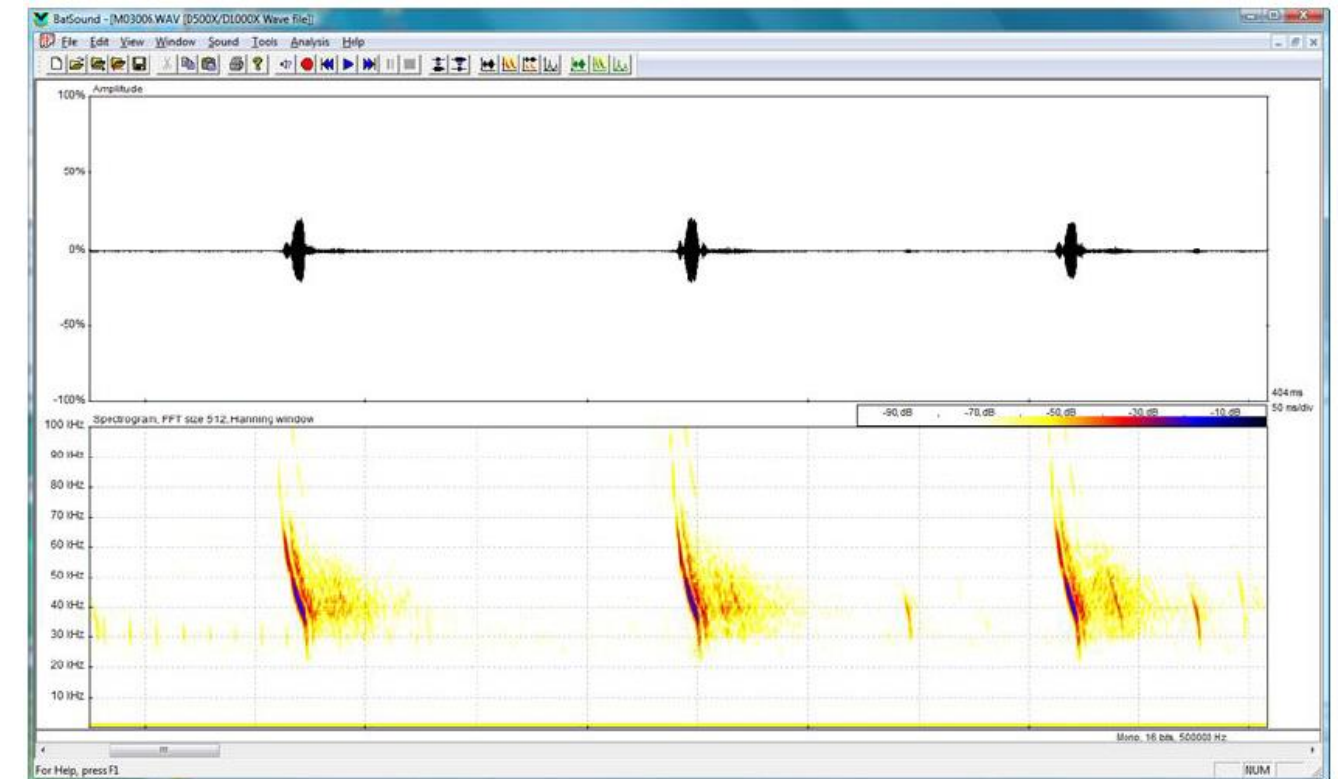 BatSound - [M03006.WAV [D500X/D1000X Wave file]]
File Edit View Window Sound Tools Analysis Help
Amplitude
100%
50%
0%
-50%
-100%
404 ms
50 ms/div
Spectrogram, FFT size 512, Hanning window
-90 dB -70 dB -50 dB -30 dB -10 dB
100 kHz
90 kHz
80 kHz
70 kHz
60 kHz
50 kHz
40 kHz
30 kHz
20 kHz
10 kHz
Mono, 16 bits, 500000 Hz
For Help, press F1
NUM